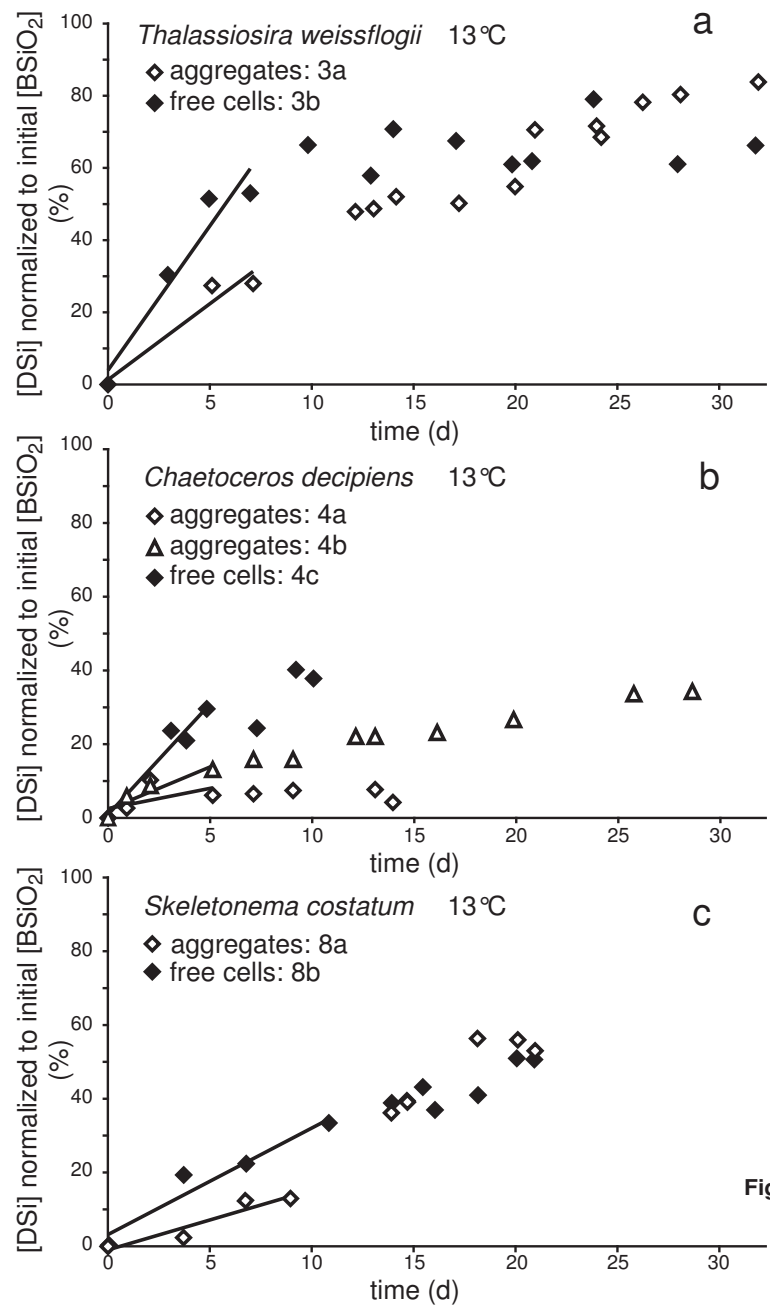 100
80
60
40
20
0
[DSi] normalized to initial [BSiO2]
(%)
Thalassiosira weissflogii 13°C
a
aggregates: 3a
free cells: 3b
0 5 10 15 20 25 30
time (d)
100
80
60
40
20
0
[DSi] normalized to initial [BSiO2]
(%)
Chaetoceros decipiens 13°C
b
aggregates: 4a
aggregates: 4b
free cells: 4c
0 5 10 15 20 25 30
time (d)
100
80
60
40
20
0
[DSi] normalized to initial [BSiO2]
(%)
Skeletonema costatum 13°C
c
aggregates: 8a
free cells: 8b
Fig
0 5 10 15 20 25 30
time (d)